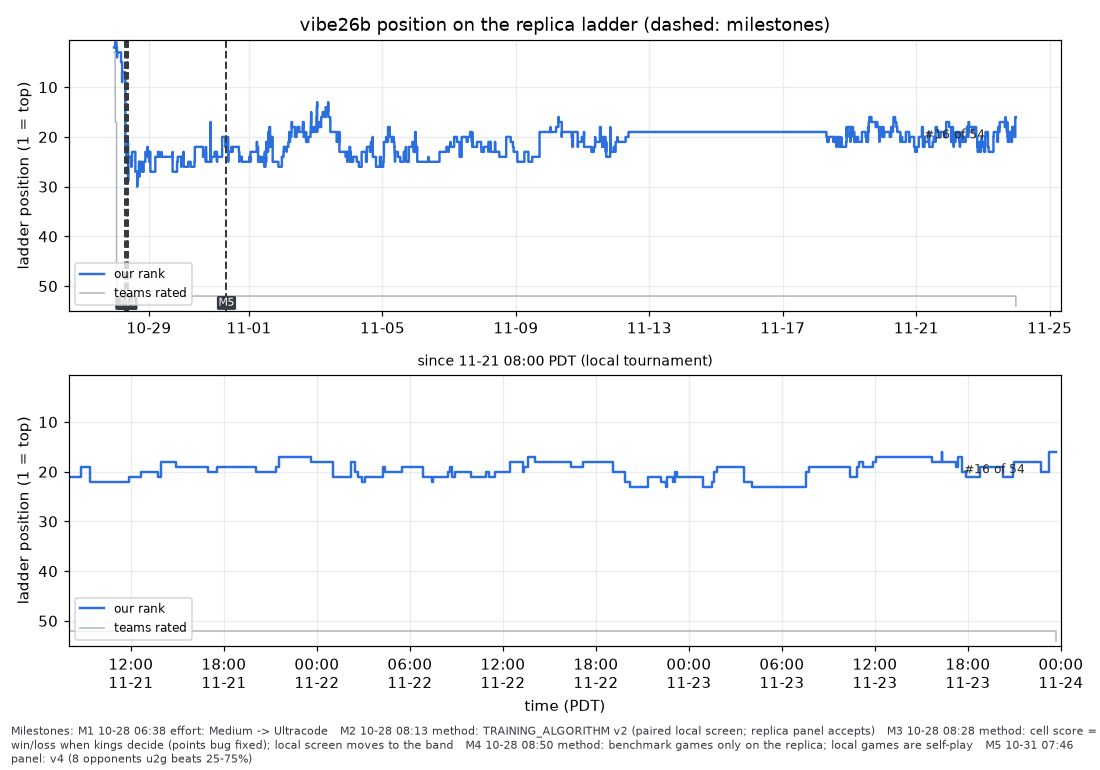 vibe26b position on the replica ladder (dashed: milestones)
ladder position (1 = top)
10
20
30
40
50
#16 of 54
our rank
teams rated
M5
10-29
11-01
11-05
11-09
11-13
11-17
11-21
11-25
since 11-21 08:00 PDT (local tournament)
ladder position (1 = top)
10
20
30
40
50
#16 of 54
our rank
teams rated
12:00 18:00 00:00 06:00 12:00 18:00 00:00 06:00 12:00 18:00 00:00
11-21 11-21 11-22 11-22 11-22 11-22 11-23 11-23 11-23 11-23 11-24
time (PDT)
Milestones: M1 10-28 06:38 effort: Medium -> Ultracode M2 10-28 08:13 method: TRAINING_ALGORITHM v2 (paired local screen; replica panel accepts) M3 10-28 08:28 method: cell score =
win/loss when kings decide (points bug fixed); local screen moves to the band M4 10-28 08:50 method: benchmark games only on the replica; local games are self-play M5 10-31 07:46
panel: v4 (8 opponents u2g beats 25-75%)